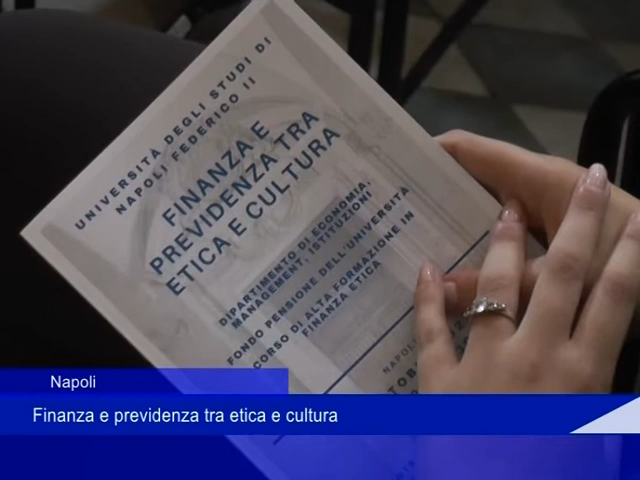 UNIVERSITÀ DEGLI STUDI DI
NAPOLI FEDERICO II
FINANZA E
PREVIDENZA TRA
ETICA E CULTURA
DIPARTIMENTO DI ECONOMIA,
MANAGEMENT, ISTITUZIONI
FONDO PENSIONE DELL'UNIVERSITÀ
CORSO DI ALTA FORMAZIONE IN
FINANZA ETICA
Napoli
Finanza e previdenza tra etica e cultura